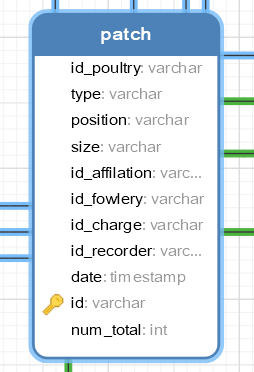 patch
id_poultry: varchar
type: varchar
position: varchar
size: varchar
id_affilation: varc...
id_fowlery: varchar
id_charge: varchar
id_recorder: varc...
date: timestamp
id: varchar
num_total: int